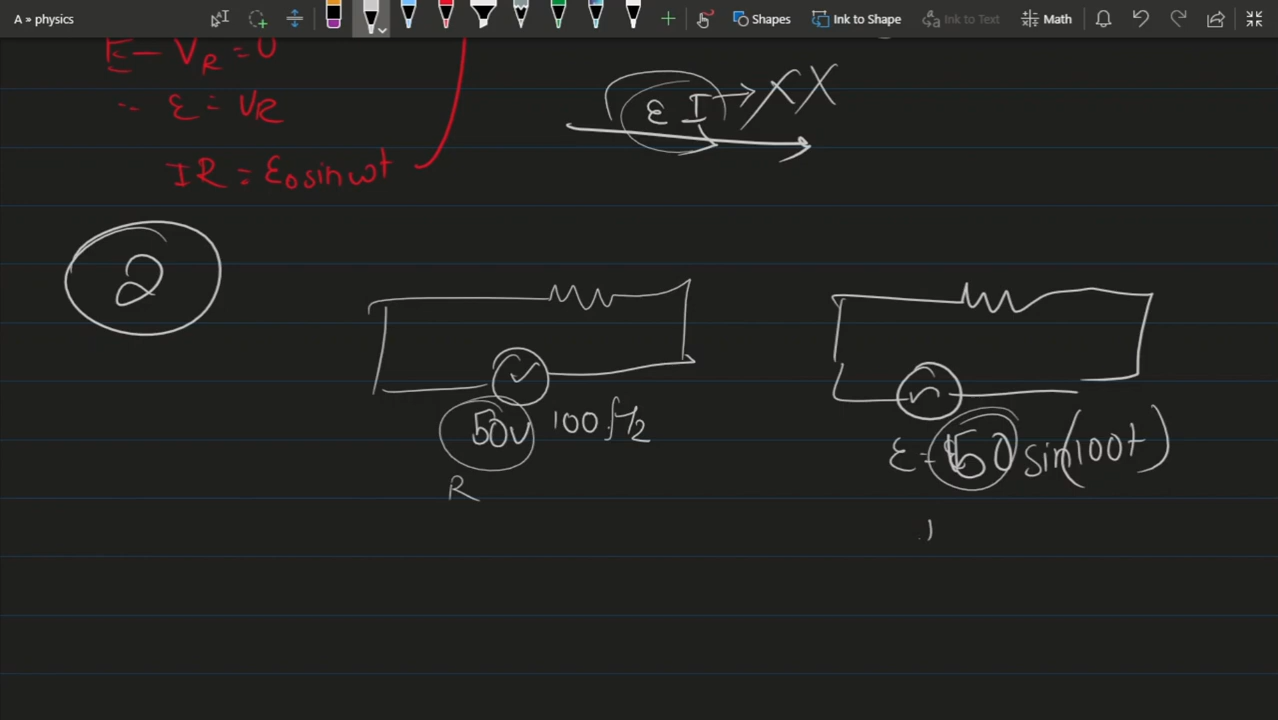 A » physics
Shapes
Ink to Shape
Ink to Text
Math
E - V_R = 0
∴ ε = VR
IR = ε₀ sin ωt
ε I → X X
2
50v 100 Hz
R
ε = 50 sin(100t)